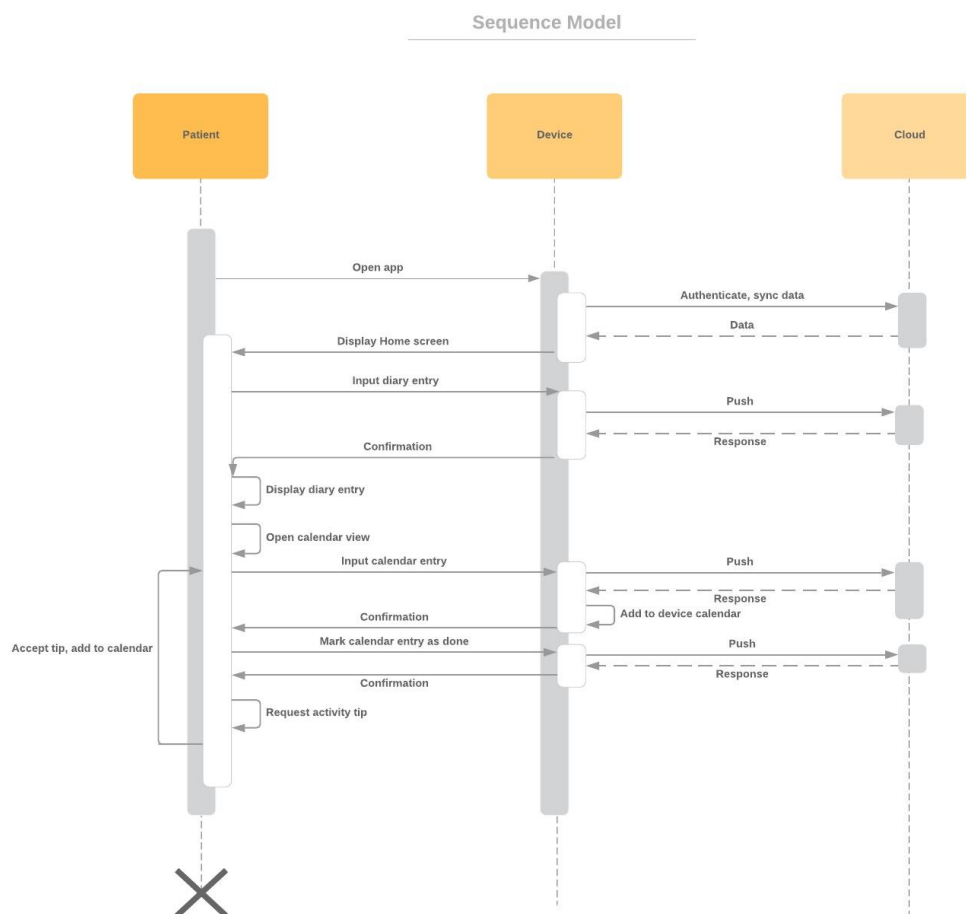 Sequence Model
Patient
Device
Cloud
Open app
Authenticate, sync data
Data
Display Home screen
Input diary entry
Push
Response
Confirmation
Display diary entry
Open calendar view
Input calendar entry
Push
Response
Add to device calendar
Confirmation
Mark calendar entry as done
Push
Accept tip, add to calendar
Response
Confirmation
Request activity tip